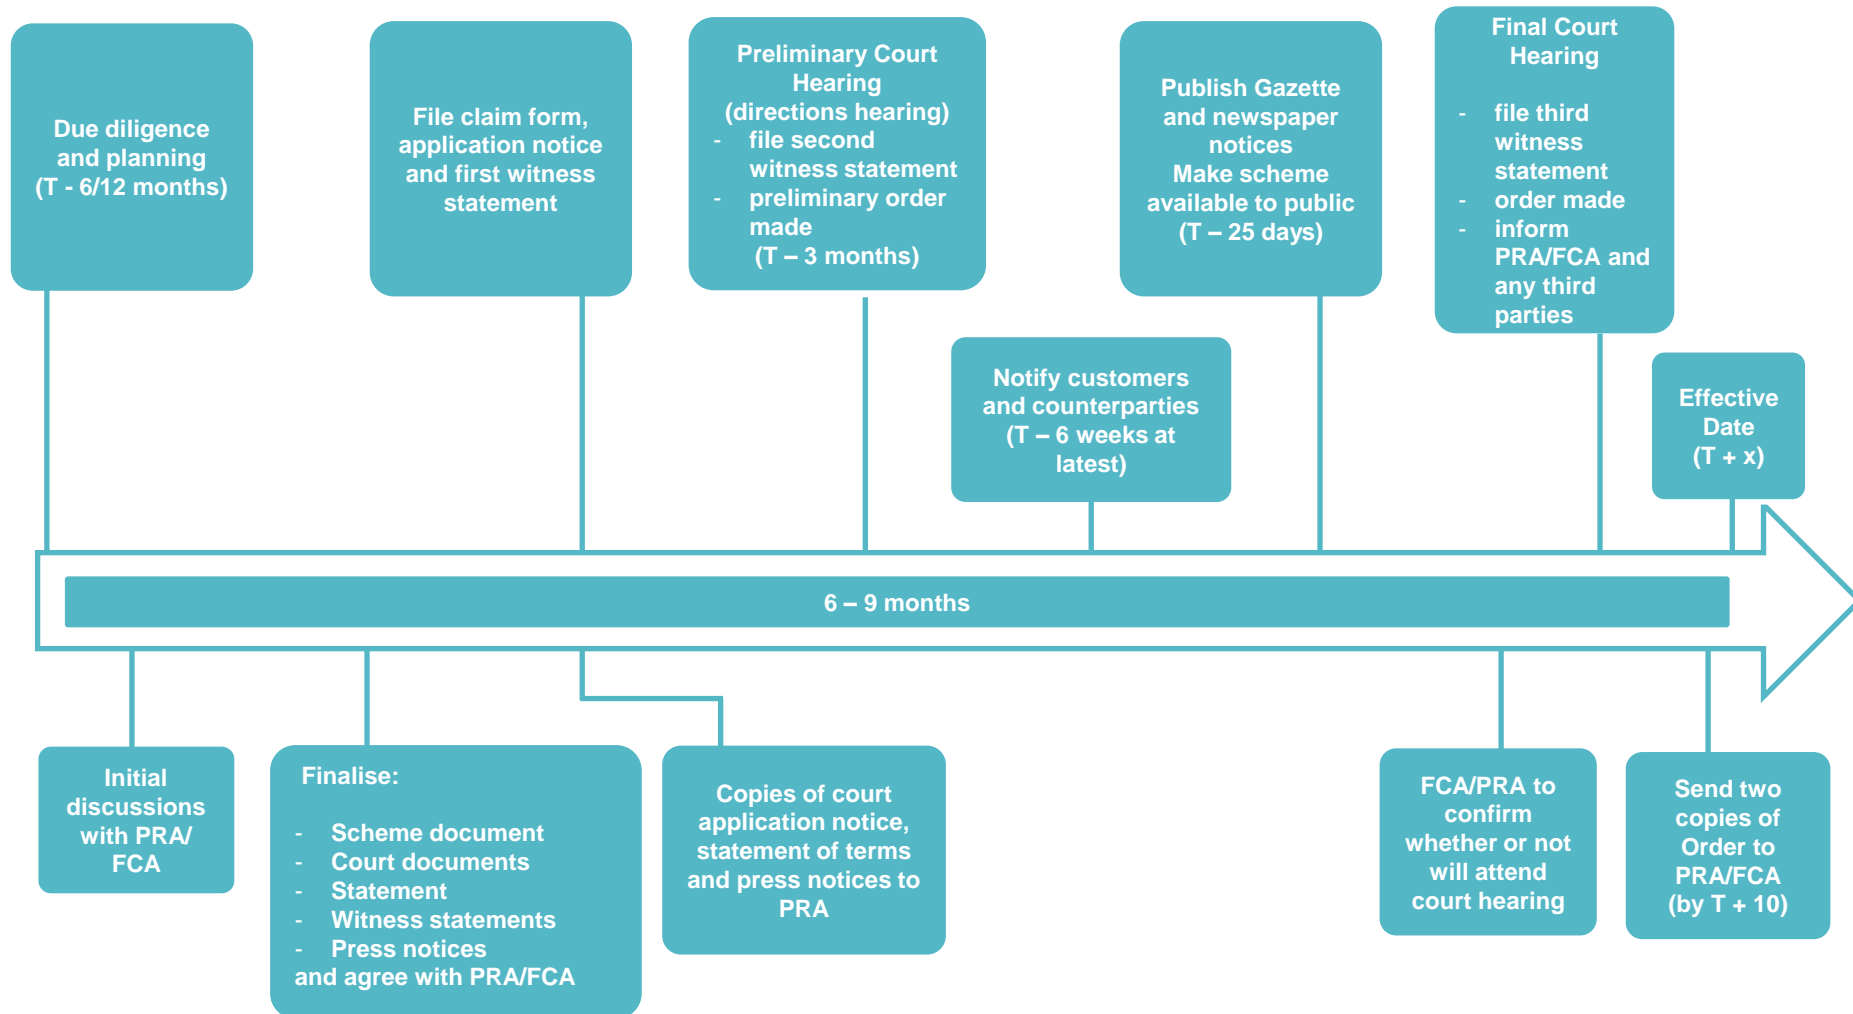 Due diligence
and planning
(T - 6/12 months)
File claim form,
application notice
and first witness
statement
Preliminary Court
Hearing
(directions hearing)
- file second
witness statement
- preliminary order
made
(T – 3 months)
Notify customers
and counterparties
(T – 6 weeks at
latest)
Publish Gazette
and newspaper
notices
Make scheme
available to public
(T – 25 days)
Final Court
Hearing
- file third
witness
statement
- order made
- inform
PRA/FCA and
any third
parties
Effective
Date
(T + x)
6 – 9 months
Initial
discussions
with PRA/
FCA
Finalise:
- Scheme document
- Court documents
- Statement
- Witness statements
- Press notices
and agree with PRA/FCA
Copies of court
application notice,
statement of terms
and press notices to
PRA
FCA/PRA to
confirm
whether or not
will attend
court hearing
Send two
copies of
Order to
PRA/FCA
(by T + 10)